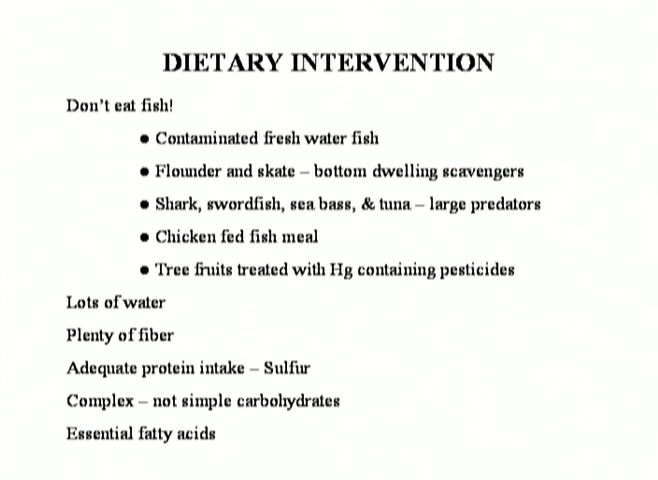 DIETARY INTERVENTION
Don't eat fish!
● Contaminated fresh water fish
● Flounder and skate – bottom dwelling scavengers
● Shark, swordfish, sea bass, & tuna – large predators
● Chicken fed fish meal
● Tree fruits treated with Hg containing pesticides
Lots of water
Plenty of fiber
Adequate protein intake – Sulfur
Complex – not simple carbohydrates
Essential fatty acids